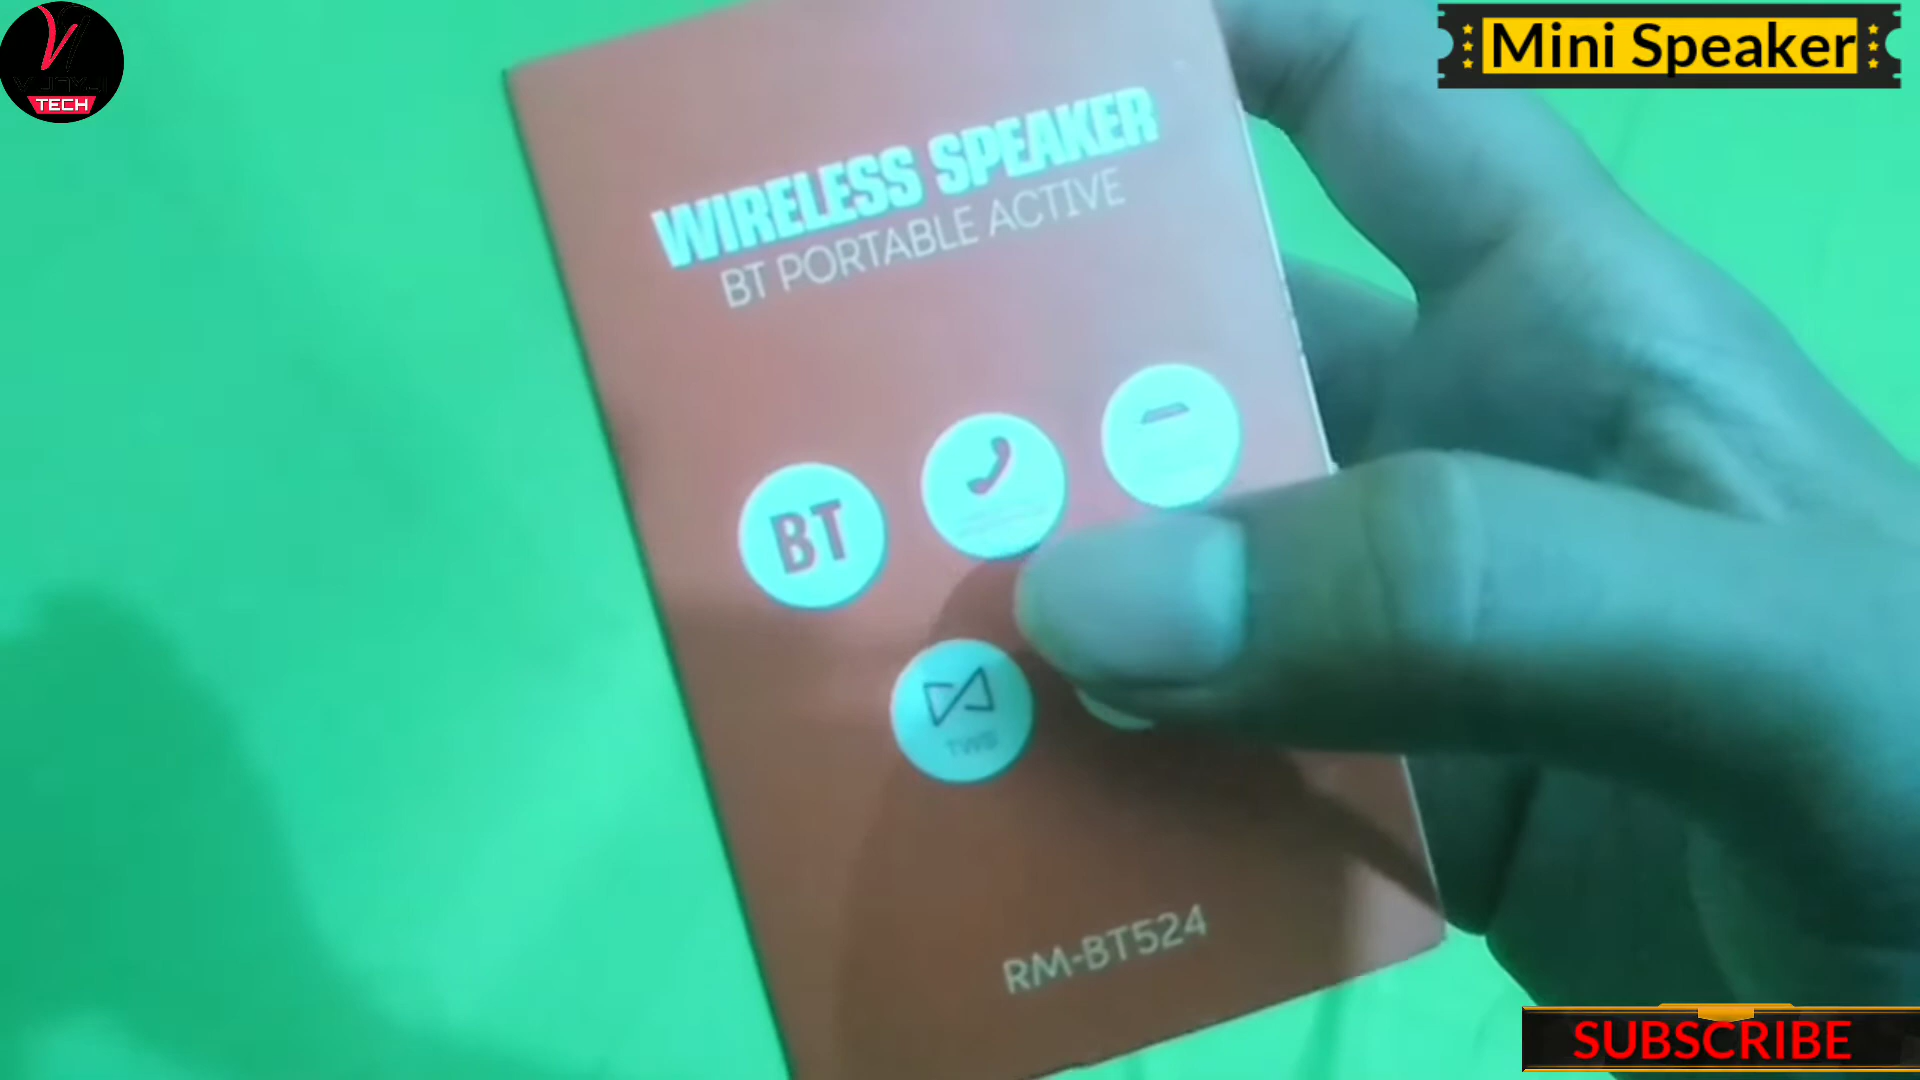 TECH
Mini Speaker
WIRELESS SPEAKER
BT PORTABLE ACTIVE
BT
TWS
RM-BT524
SUBSCRIBE